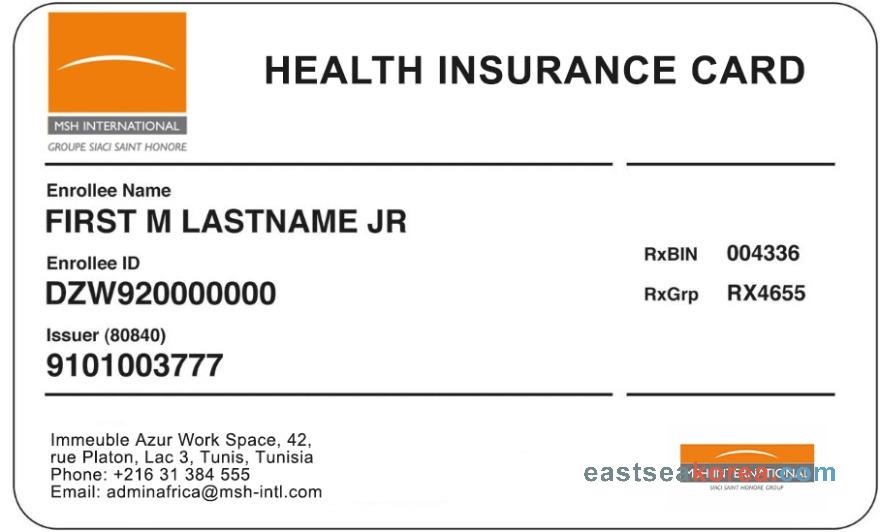 HEALTH INSURANCE CARD
MSH INTERNATIONAL
GROUPE SIACI SAINT HONORE
Enrollee Name
FIRST M LASTNAME JR
Enrollee ID
DZW920000000
Issuer (80840)
9101003777
RxBIN 004336
RxGrp RX4655
Immeuble Azur Work Space, 42,
rue Platon, Lac 3, Tunis, Tunisia
Phone: +216 31 384 555
Email: adminafrica@msh-intl.com
MSH INTERNATIONAL
eastseakorea.com
SIACI SAINT HONORE GROUP